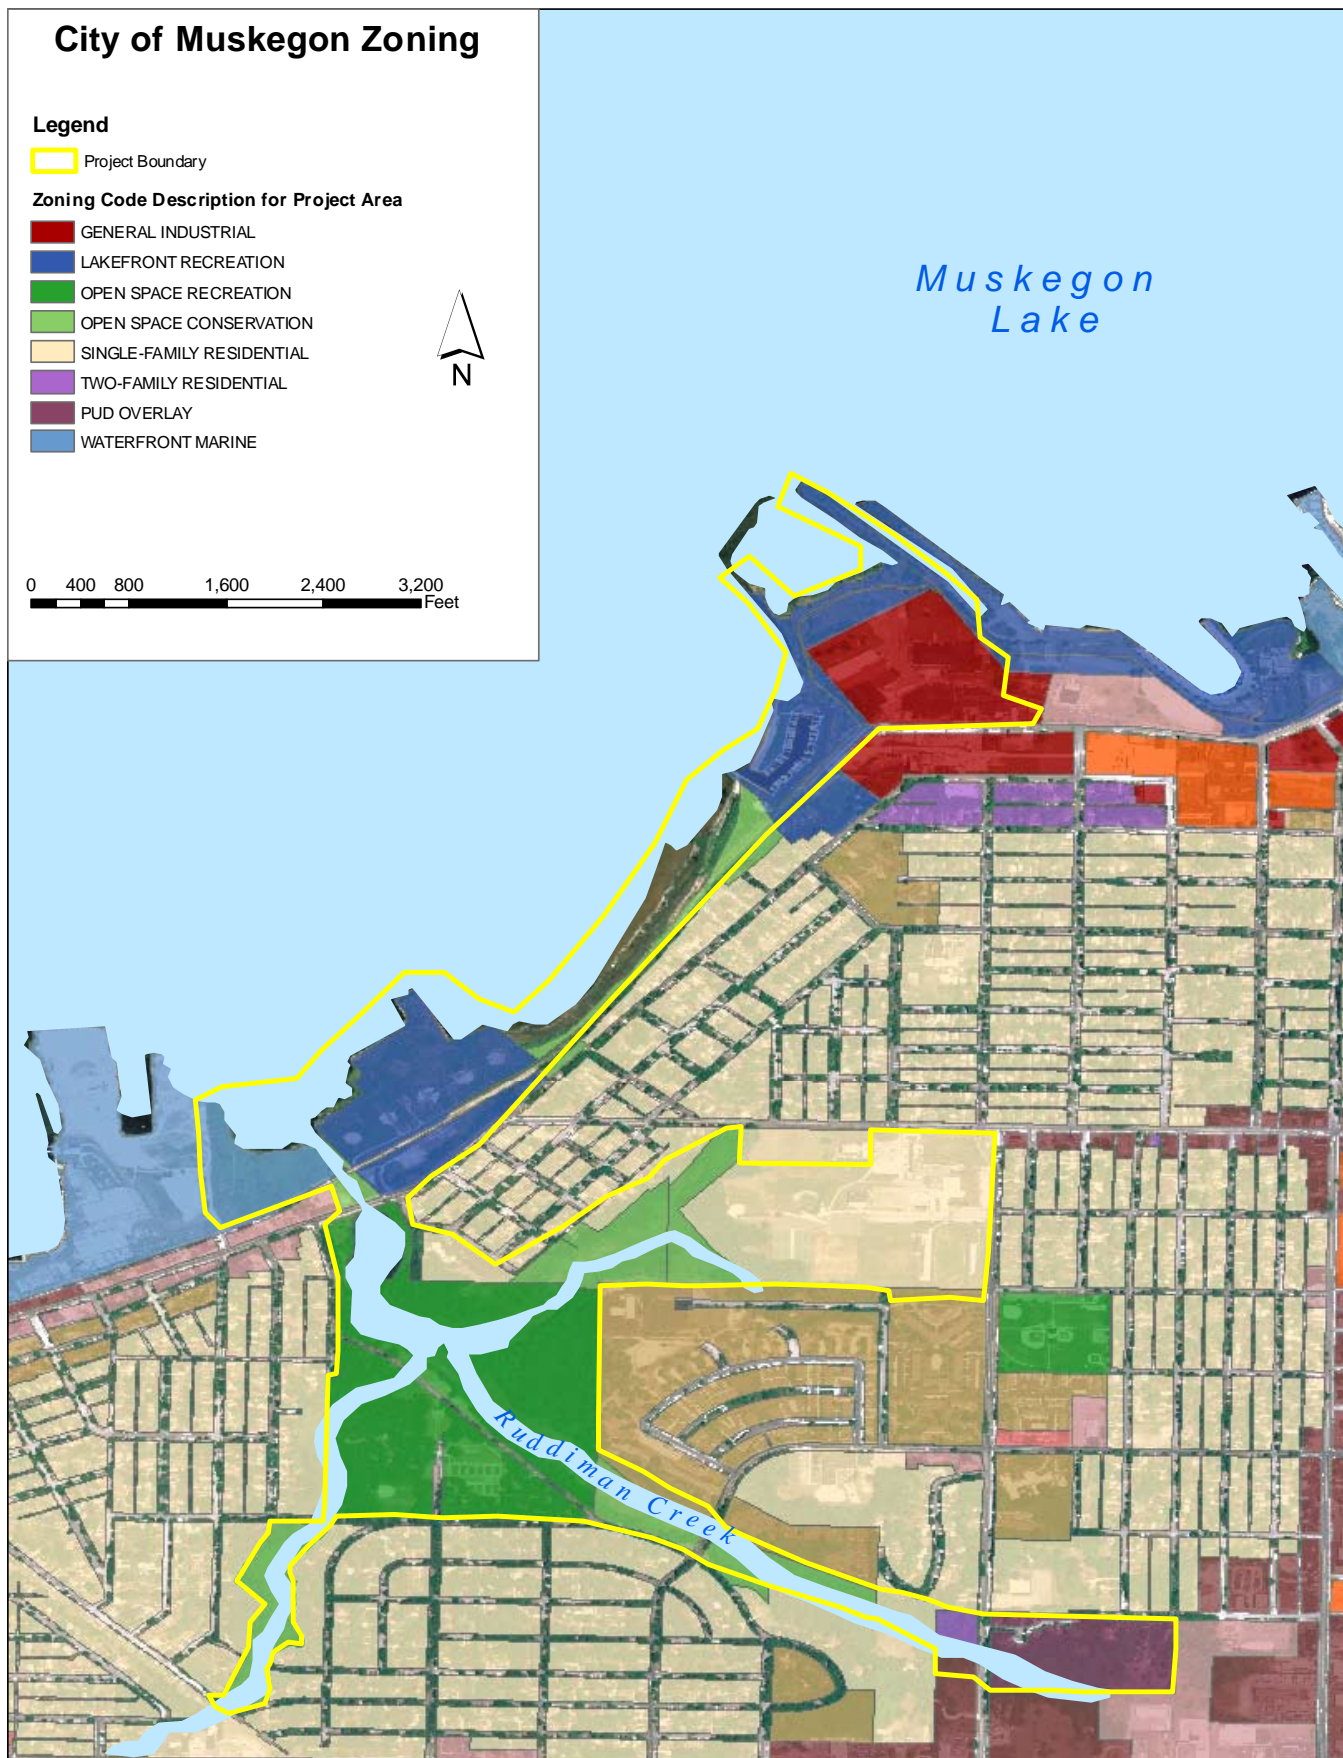 City of Muskegon Zoning
Legend
Project Boundary
Zoning Code Description for Project Area
GENERAL INDUSTRIAL
LAKEFRONT RECREATION
OPEN SPACE RECREATION
OPEN SPACE CONSERVATION
SINGLE-FAMILY RESIDENTIAL
TWO-FAMILY RESIDENTIAL
PUD OVERLAY
WATERFRONT MARINE
N
0 400 800 1,600 2,400 3,200
Feet
Muskegon
Lake
Ruddiman Creek